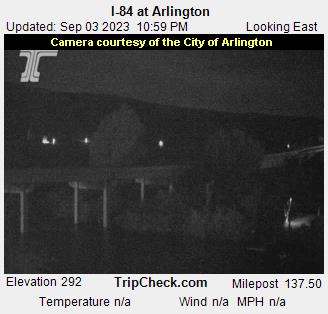 I-84 at Arlington
Updated: Sep 03 2023 10:59 PM Looking East
Camera courtesy of the City of Arlington
Elevation 292 TripCheck.com Milepost 137.50
Temperature n/a Wind n/a MPH n/a